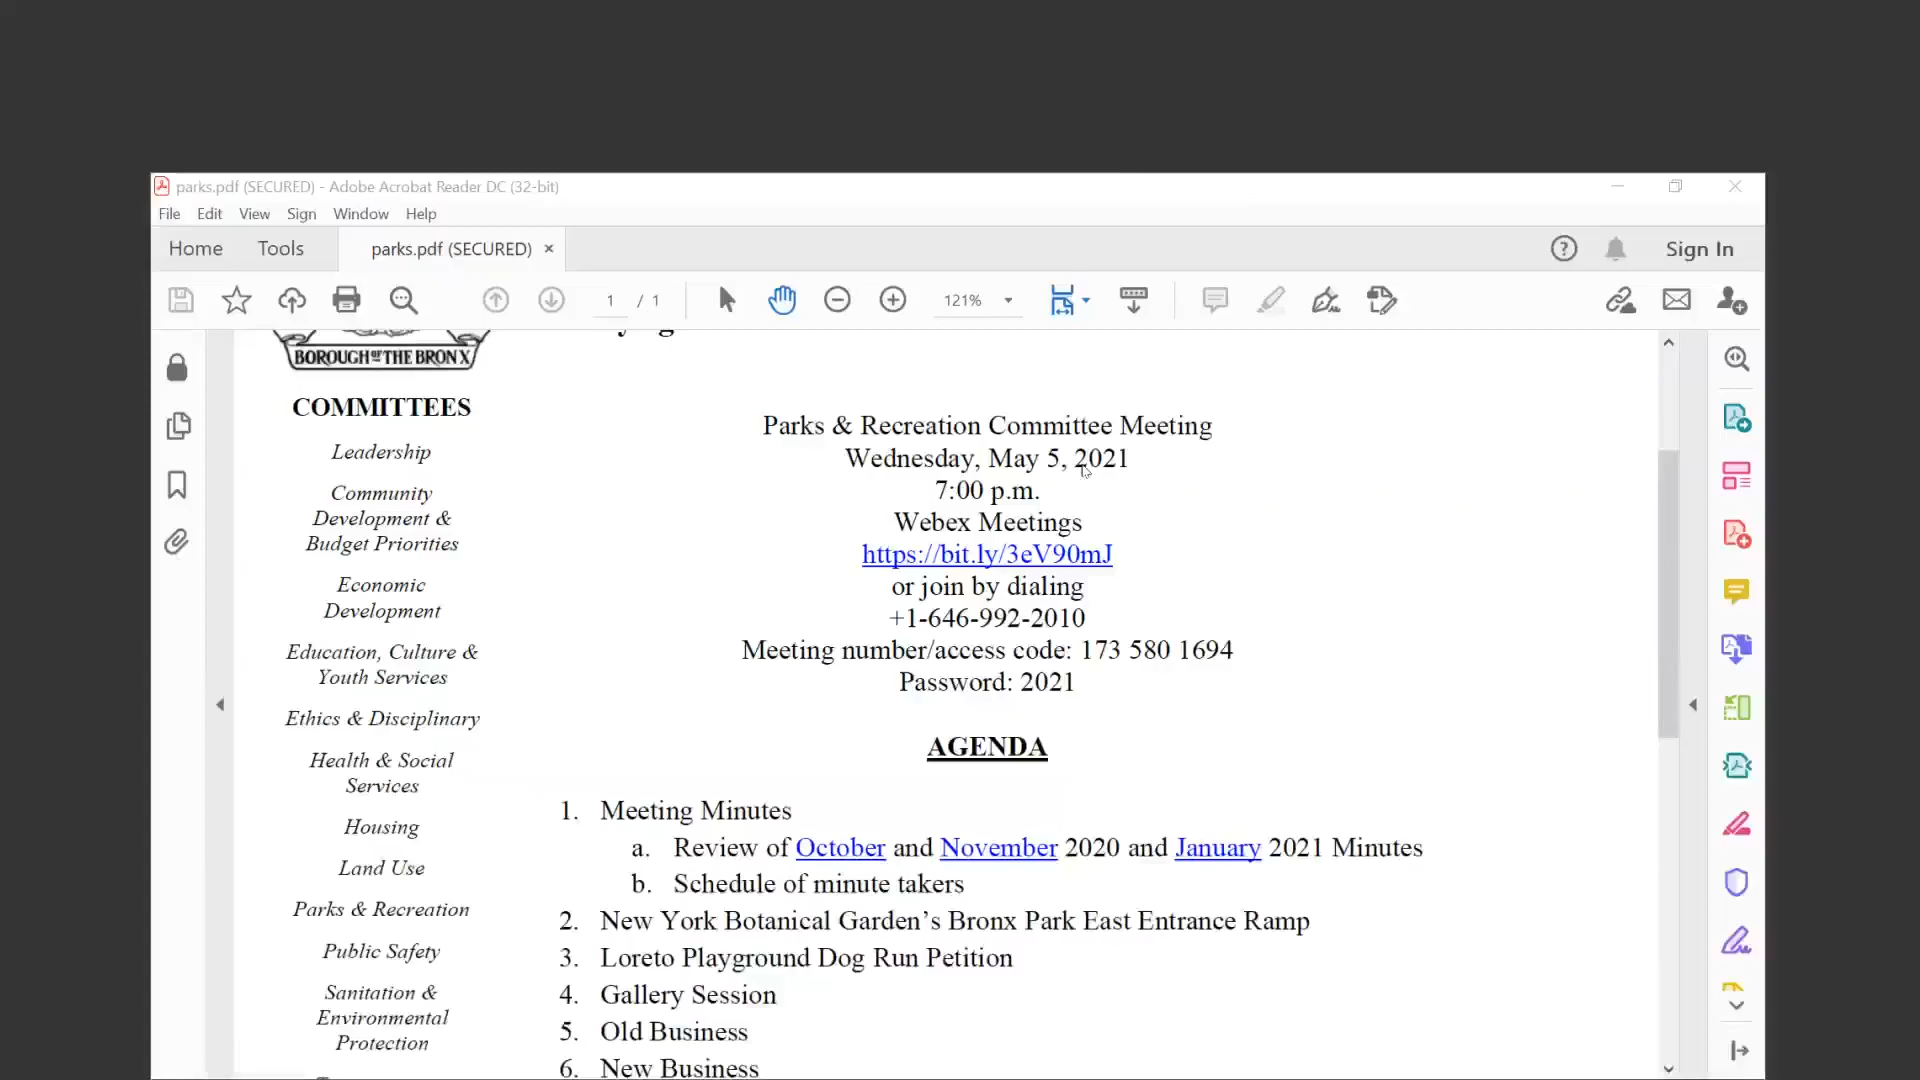 parks.pdf (SECURED) - Adobe Acrobat Reader DC (32-bit)
File Edit View Sign Window Help
Home Tools parks.pdf (SECURED) × Sign In
1 / 1 121%
BOROUGH OF THE BRONX
COMMITTEES
Leadership
Community
Development &
Budget Priorities
Economic
Development
Education, Culture &
Youth Services
Ethics & Disciplinary
Health & Social
Services
Housing
Land Use
Parks & Recreation
Public Safety
Sanitation &
Environmental
Protection
Parks & Recreation Committee Meeting
Wednesday, May 5, 2021
7:00 p.m.
Webex Meetings
https://bit.ly/3eV90mJ
or join by dialing
+1-646-992-2010
Meeting number/access code: 173 580 1694
Password: 2021
AGENDA
1. Meeting Minutes
a. Review of October and November 2020 and January 2021 Minutes
b. Schedule of minute takers
2. New York Botanical Garden’s Bronx Park East Entrance Ramp
3. Loreto Playground Dog Run Petition
4. Gallery Session
5. Old Business
6. New Business